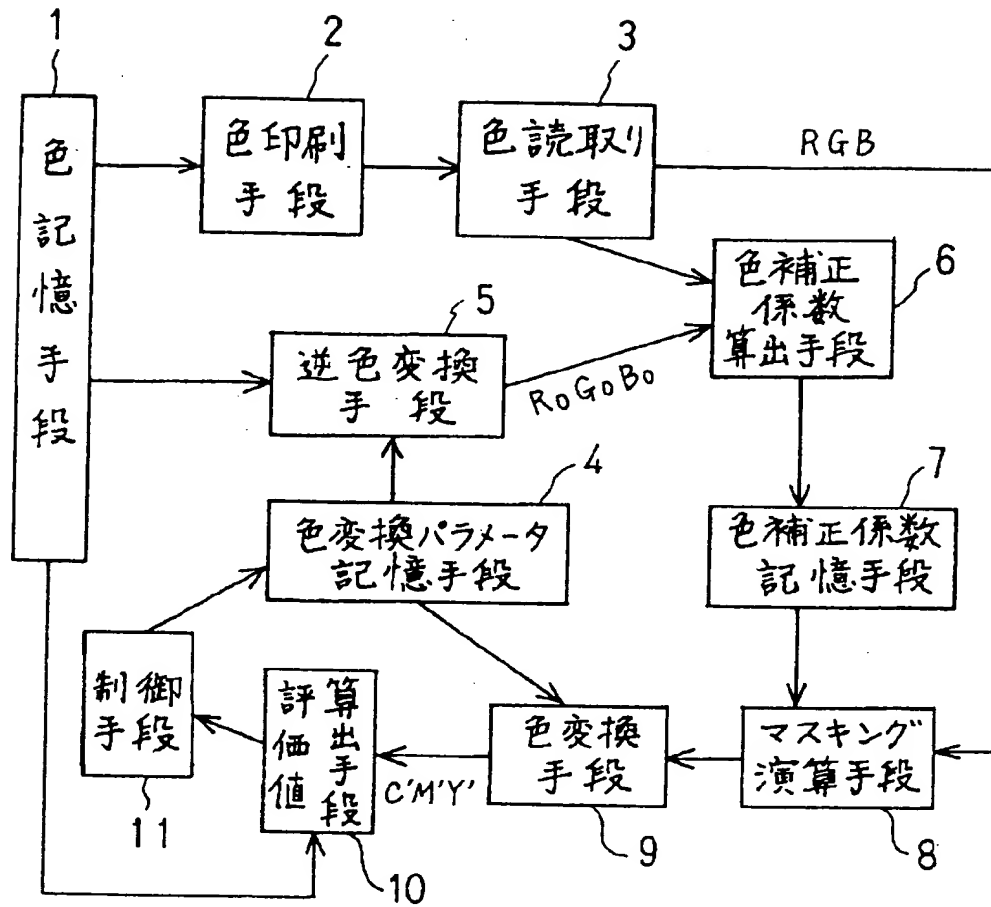 1
色記憶手段
2
色印刷
手段
3
色読取り
手段
RGB
色補正
係数
算出手段
6
5
逆色変換
手段
R₀G₀B₀
4
色変換パラメータ
記憶手段
7
色補正係数
記憶手段
制御
手段
11
評価値
算出手段
10
C'M'Y'
色変換
手段
9
マスキング
演算手段
8